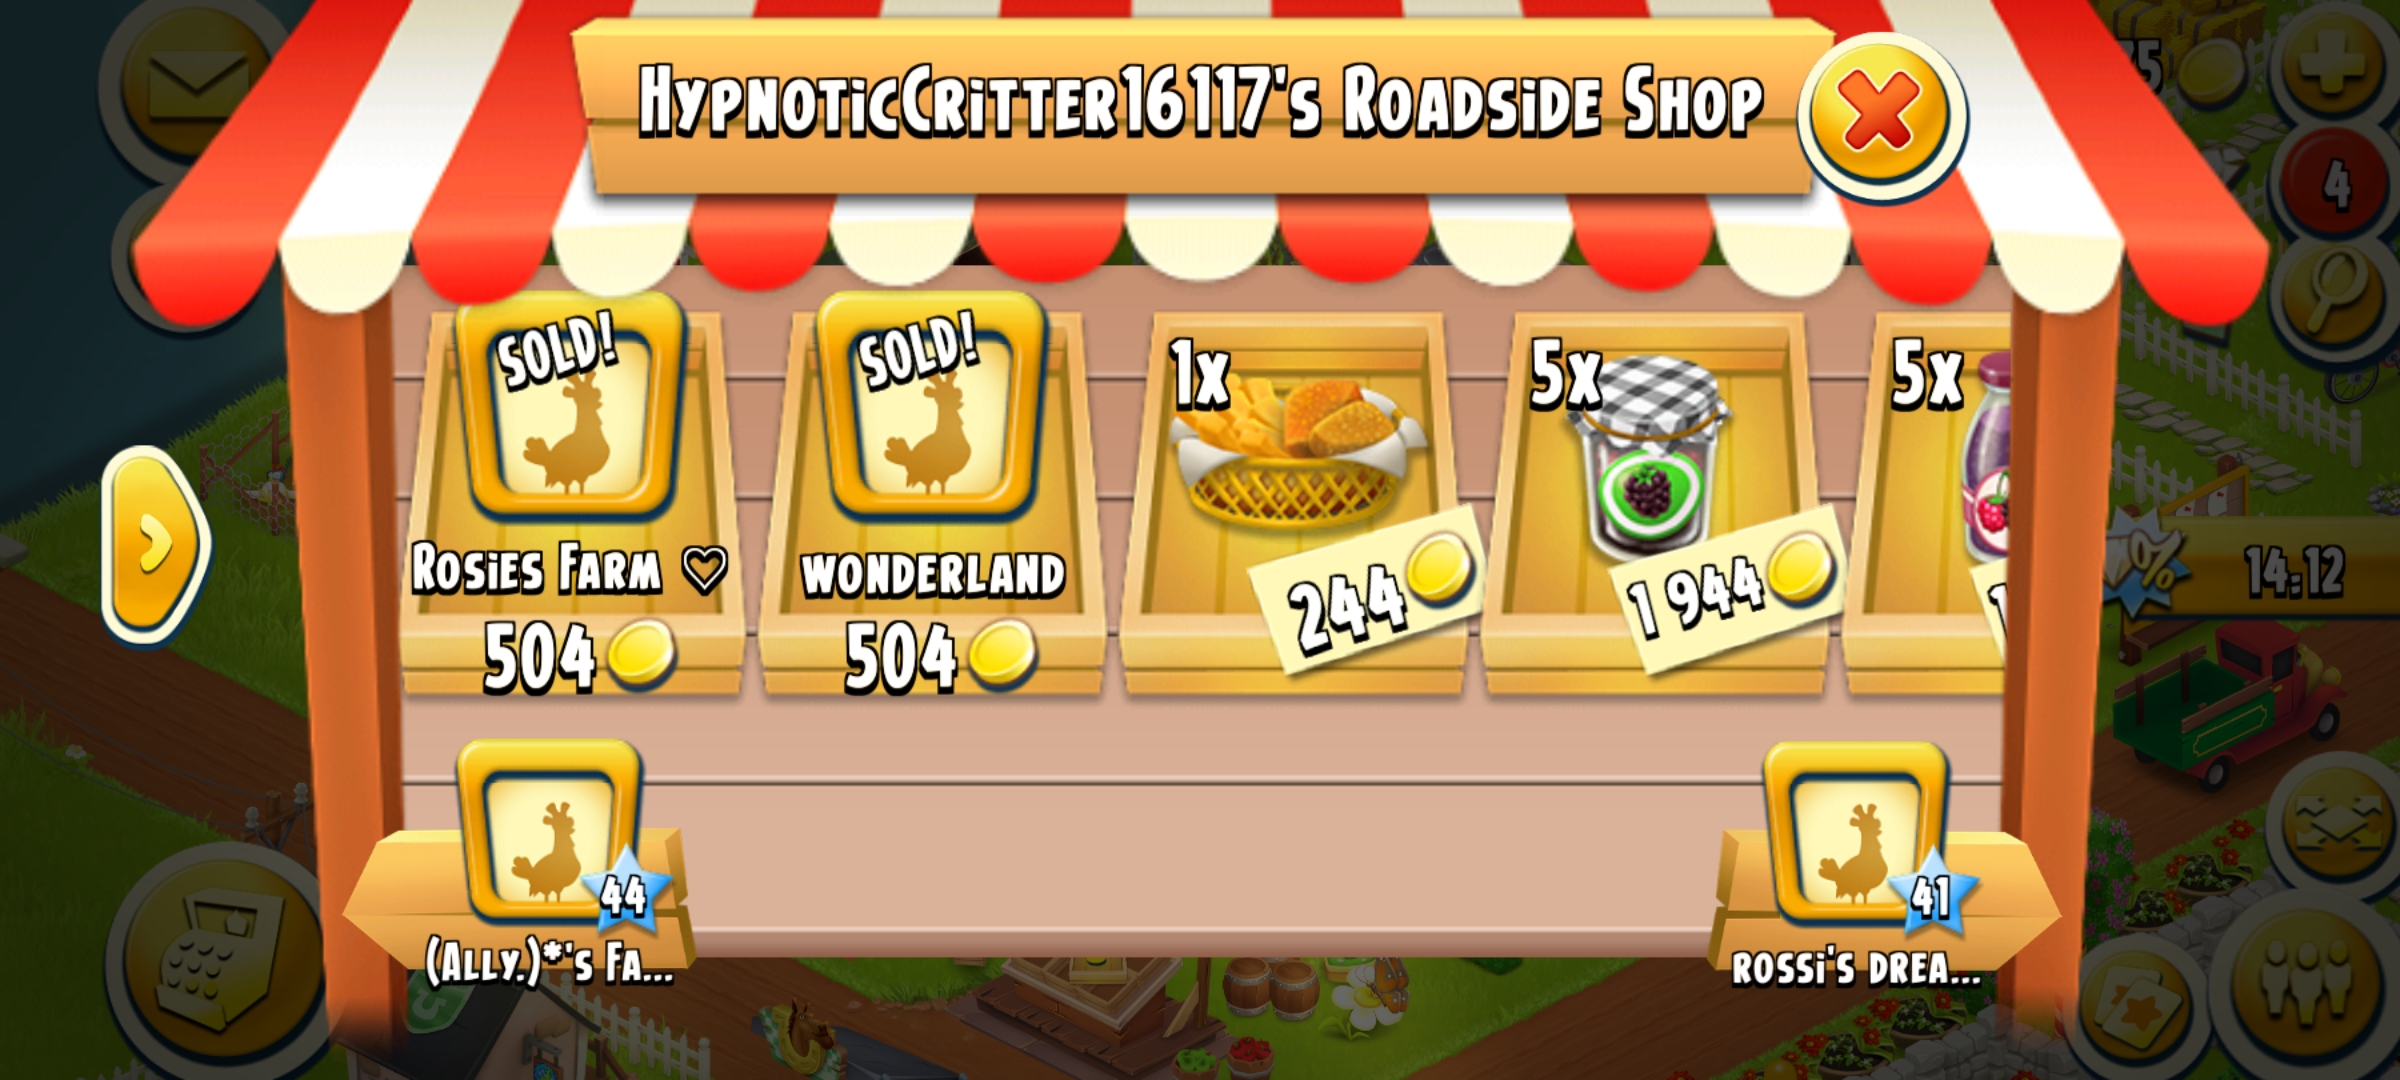 HypnoticCritter16117's Roadside Shop
4
SOLD!
SOLD!
1x
5x
5x
Rosies Farm ♡
WONDERLAND
504
504
244
1 944
14:12
44
41
(Ally.)*'s Fa...
ROSSi'S DREA...